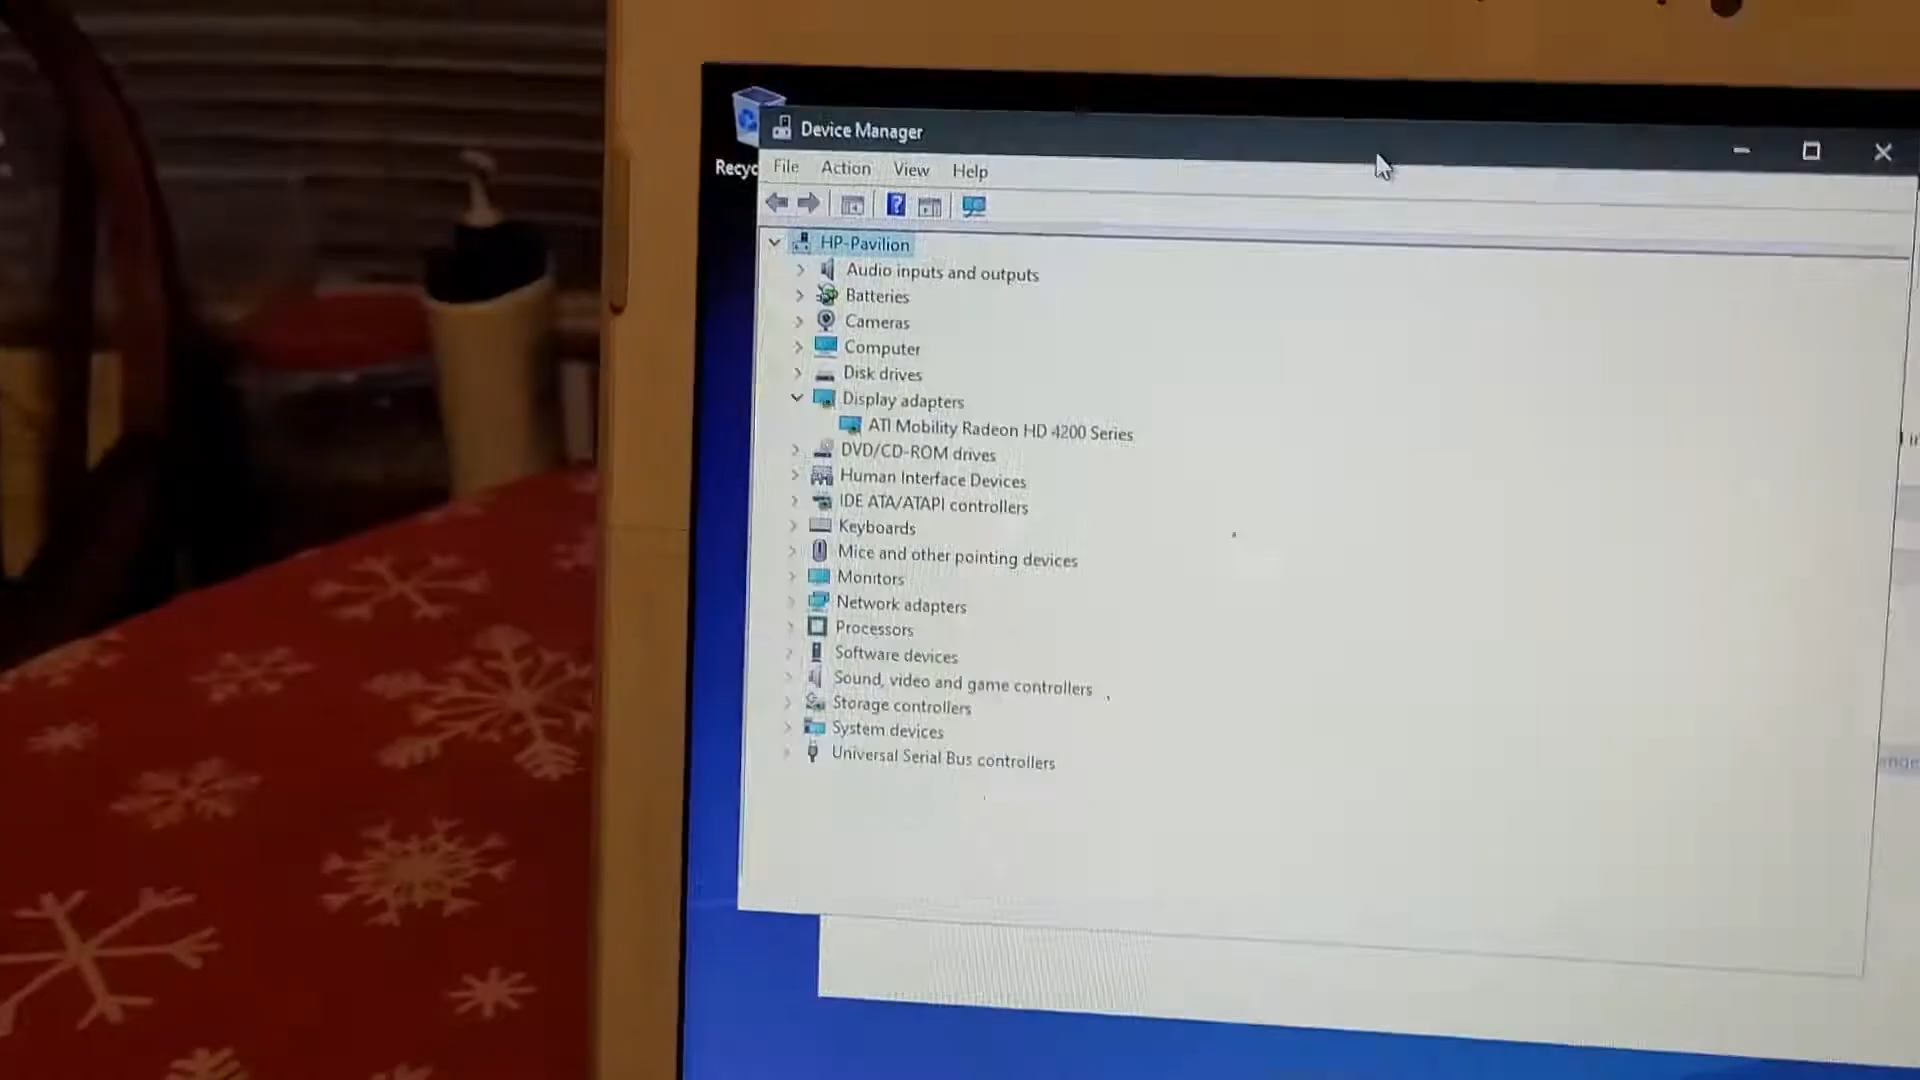 Device Manager
Recyc
File Action View Help
HP-Pavilion
Audio inputs and outputs
Batteries
Cameras
Computer
Disk drives
Display adapters
ATI Mobility Radeon HD 4200 Series
DVD/CD-ROM drives
Human Interface Devices
IDE ATA/ATAPI controllers
Keyboards
Mice and other pointing devices
Monitors
Network adapters
Processors
Software devices
Sound, video and game controllers
Storage controllers
System devices
Universal Serial Bus controllers